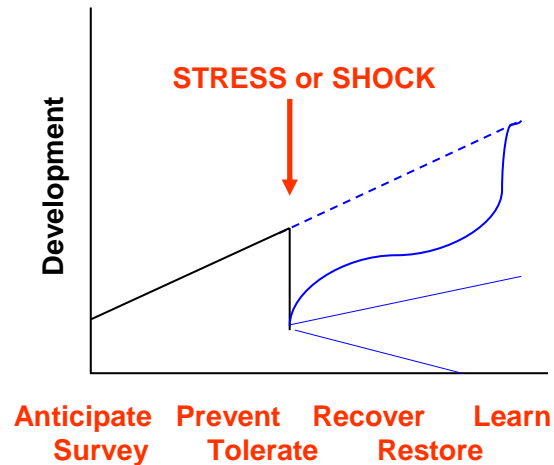 STRESS or SHOCK
Development
Anticipate Prevent Recover Learn
Survey Tolerate Restore